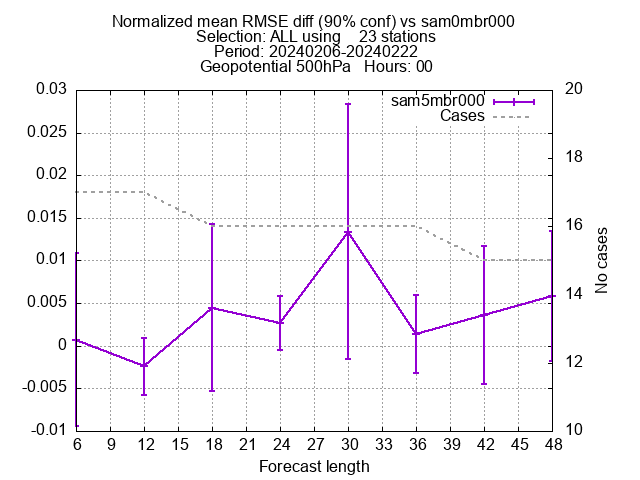 Normalized mean RMSE diff (90% conf) vs sam0mbr000
Selection: ALL using    23 stations
Period: 20240206-20240222
Geopotential 500hPa   Hours: 00
sam5mbr000
Cases
0.03
0.025
0.02
0.015
0.01
0.005
0
-0.005
-0.01
20
18
16
14
12
10
No cases
6 9 12 15 18 21 24 27 30 33 36 39 42 45 48
Forecast length